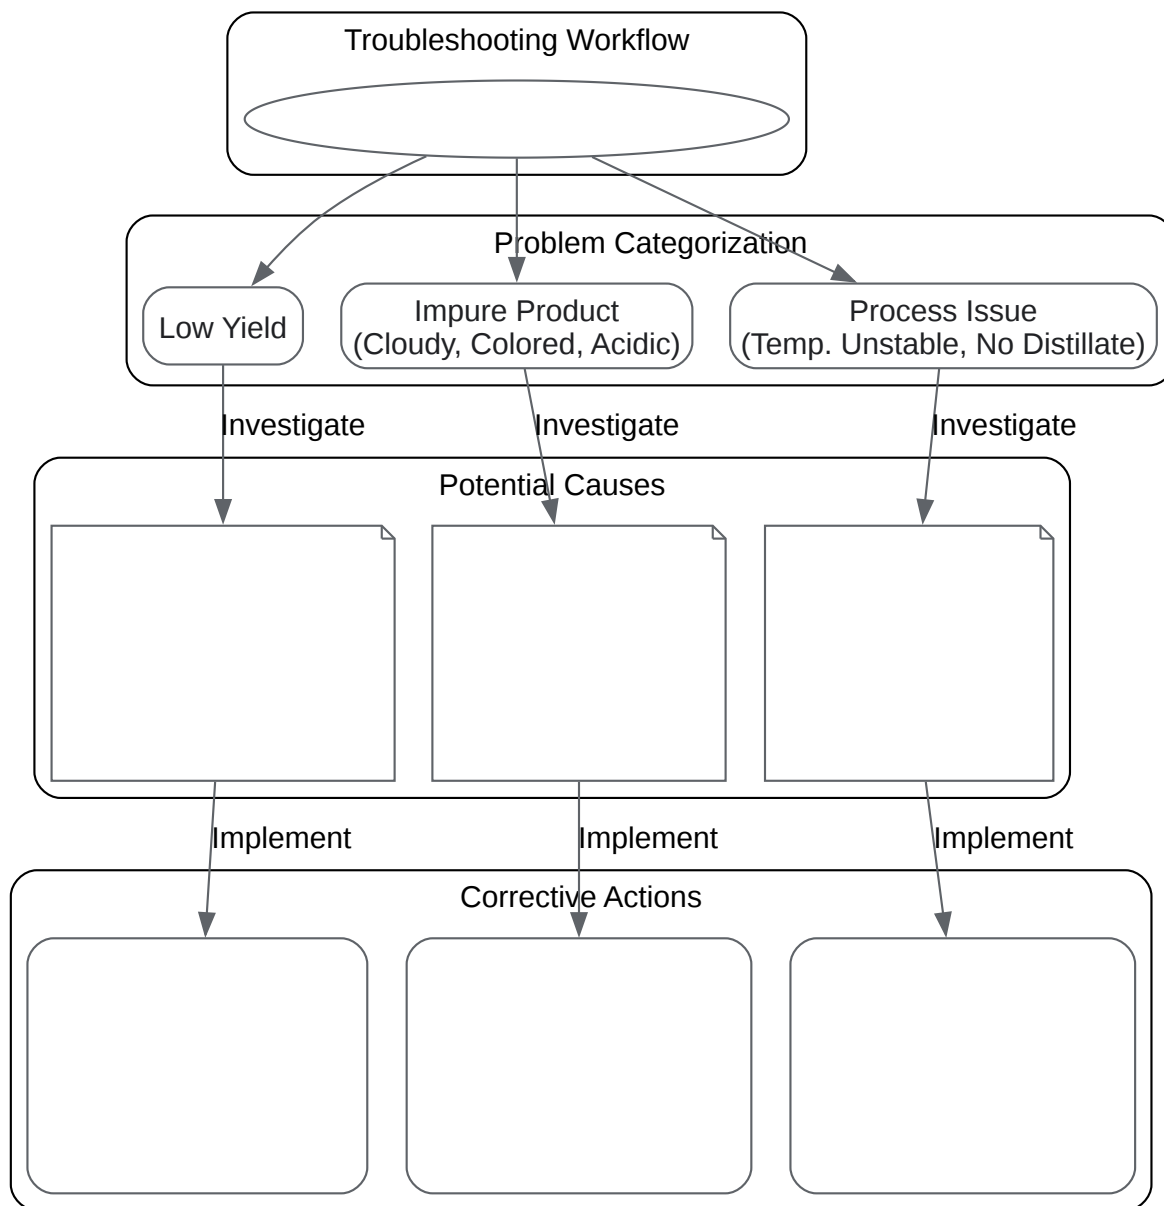 Troubleshooting Workflow
Problem Categorization
Low Yield
Impure Product
(Cloudy, Colored, Acidic)
Process Issue
(Temp. Unstable, No Distillate)
Investigate
Investigate
Investigate
Potential Causes
Implement
Implement
Implement
Corrective Actions